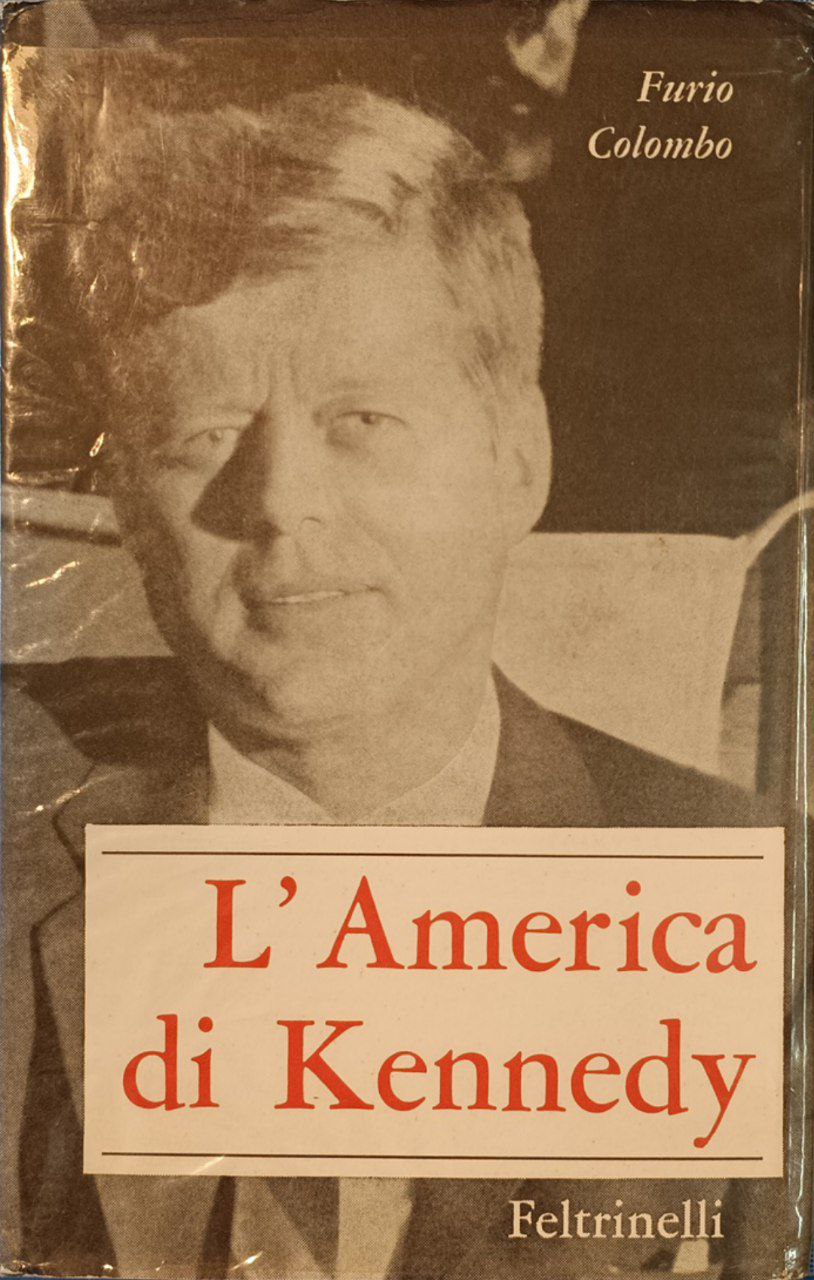 Furio
Colombo
L'America
di Kennedy
Feltrinelli